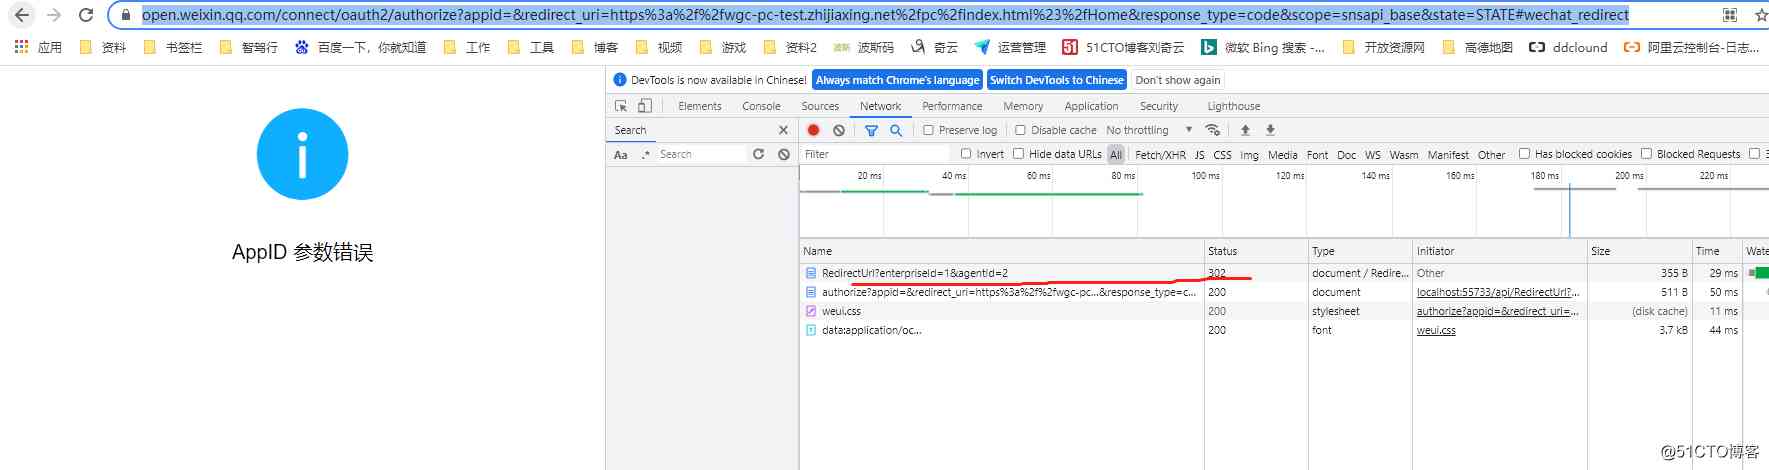 open.weixin.qq.com/connect/oauth2/authorize?appid=&redirect_uri=https%3a%2f%2fwgc-pc-test.zhijiaxing.net%2fpc%2findex.html%23%2fHome&response_type=code&scope=snsapi_base&state=STATE#wechat_redirect
应用 资料 书签栏 智驾行 百度一下,你就知道 工作 工具 博客 视频 游戏 资料2 波斯码 奇云 运营管理 51CTO博客刘奇云 微软 Bing 搜索 -... 开放资源网 高德地图 ddclound 阿里云控制台-日志...
DevTools is now available in Chinese! Always match Chrome's language Switch DevTools to Chinese Don't show again
Elements Console Sources Network Performance Memory Application Security Lighthouse
Search Preserve log Disable cache No throttling
Aa .* Search Filter Invert Hide data URLs All Fetch/XHR JS CSS Img Media Font Doc WS Wasm Manifest Other Has blocked cookies Blocked Requests
20 ms 40 ms 60 ms 80 ms 100 ms 120 ms 140 ms 160 ms 180 ms 200 ms 220 ms
AppID 参数错误
Name Status Type Initiator Size Time Wate
RedirectUrl?enterpriseId=1&agentId=2 302 document / Redire... Other 355 B 29 ms
authorize?appid=&redirect_uri=https%3a%2f%2fwgc-pc...&response_type=c... 200 document localhost:55733/api/RedirectUrl?... 511 B 50 ms
weui.css 200 stylesheet authorize?appid=&redirect_uri=... (disk cache) 11 ms
data:application/oc... 200 font weui.css 3.7 kB 44 ms
@51CTO博客